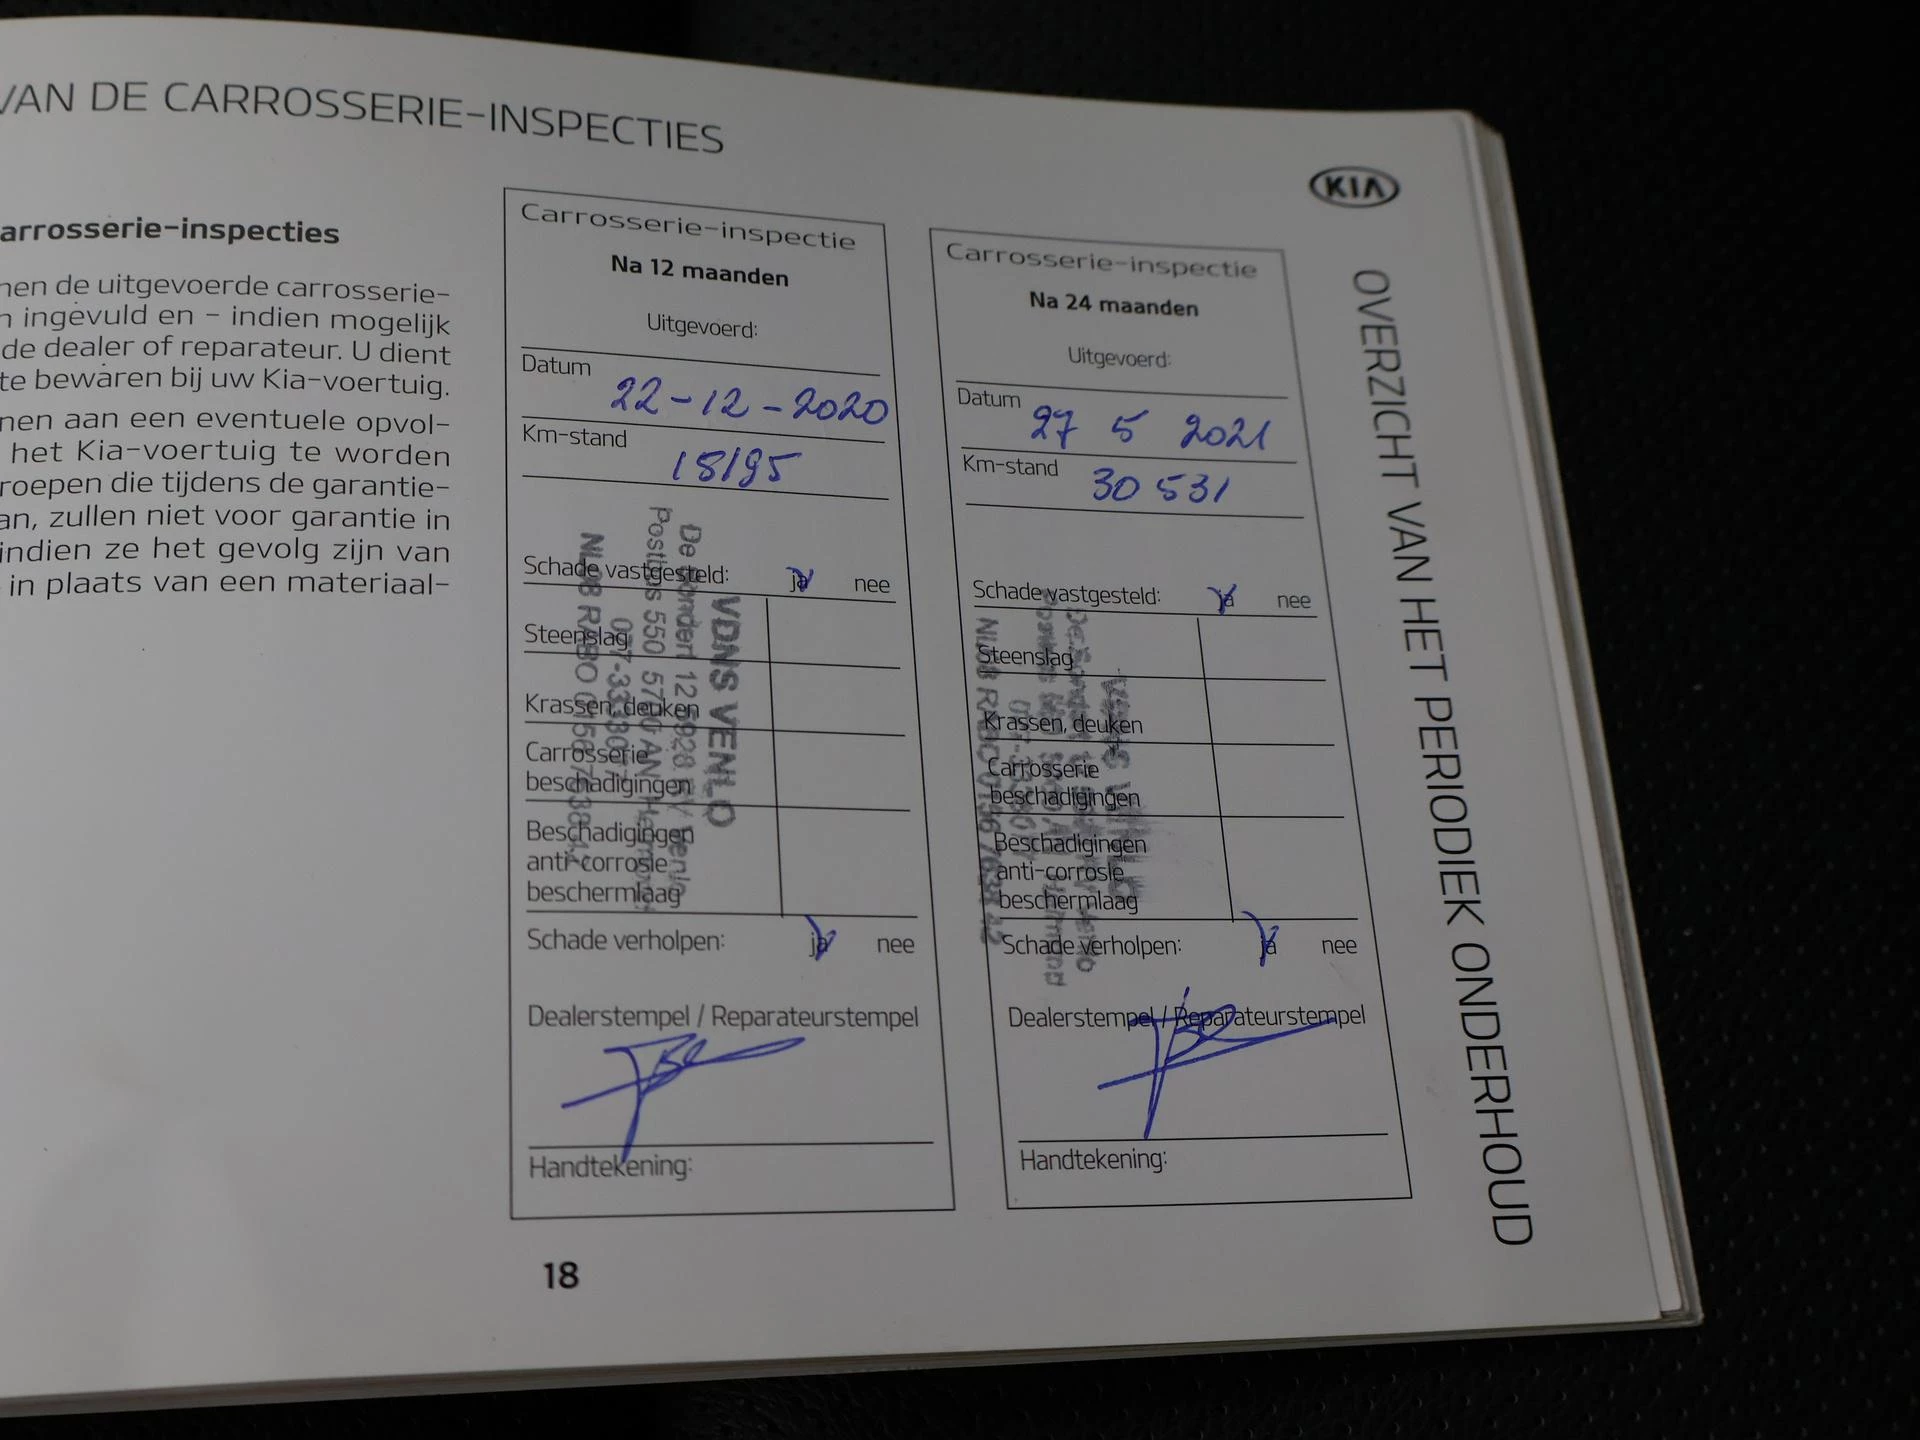 VAN DE CARROSSERIE-INSPECTIES
KIA
arrosserie-inspecties
nen de uitgevoerde carrosserie-
n ingevuld en - indien mogelijk
de dealer of reparateur. U dient
te bewaren bij uw Kia-voertuig.
nen aan een eventuele opvol-
het Kia-voertuig te worden
roepen die tijdens de garantie-
an, zullen niet voor garantie in
indien ze het gevolg zijn van
in plaats van een materiaal-
Carrosserie-inspectie
Na 12 maanden
Uitgevoerd:
Datum 22-12-2020
Km-stand 18195
Schade vastgesteld: ja nee
Steenslag
Krassen, deuken
Carrosserie
beschadigingen
Beschadigingen
anti-corrosie
beschermlaag
Schade verholpen: ja nee
Dealerstempel / Reparateurstempel
Handtekening:
VDNS VENLO
Venlo
Postbus 550
RABO
Carrosserie-inspectie
Na 24 maanden
Uitgevoerd:
Datum 27 5 2021
Km-stand 30 531
Schade vastgesteld: ja nee
Steenslag
Krassen, deuken
Carrosserie
beschadigingen
Beschadigingen
anti-corrosie
beschermlaag
Schade verholpen: ja nee
Dealerstempel / Reparateurstempel
Handtekening:
OVERZICHT VAN HET PERIODIEK ONDERHOUD
18